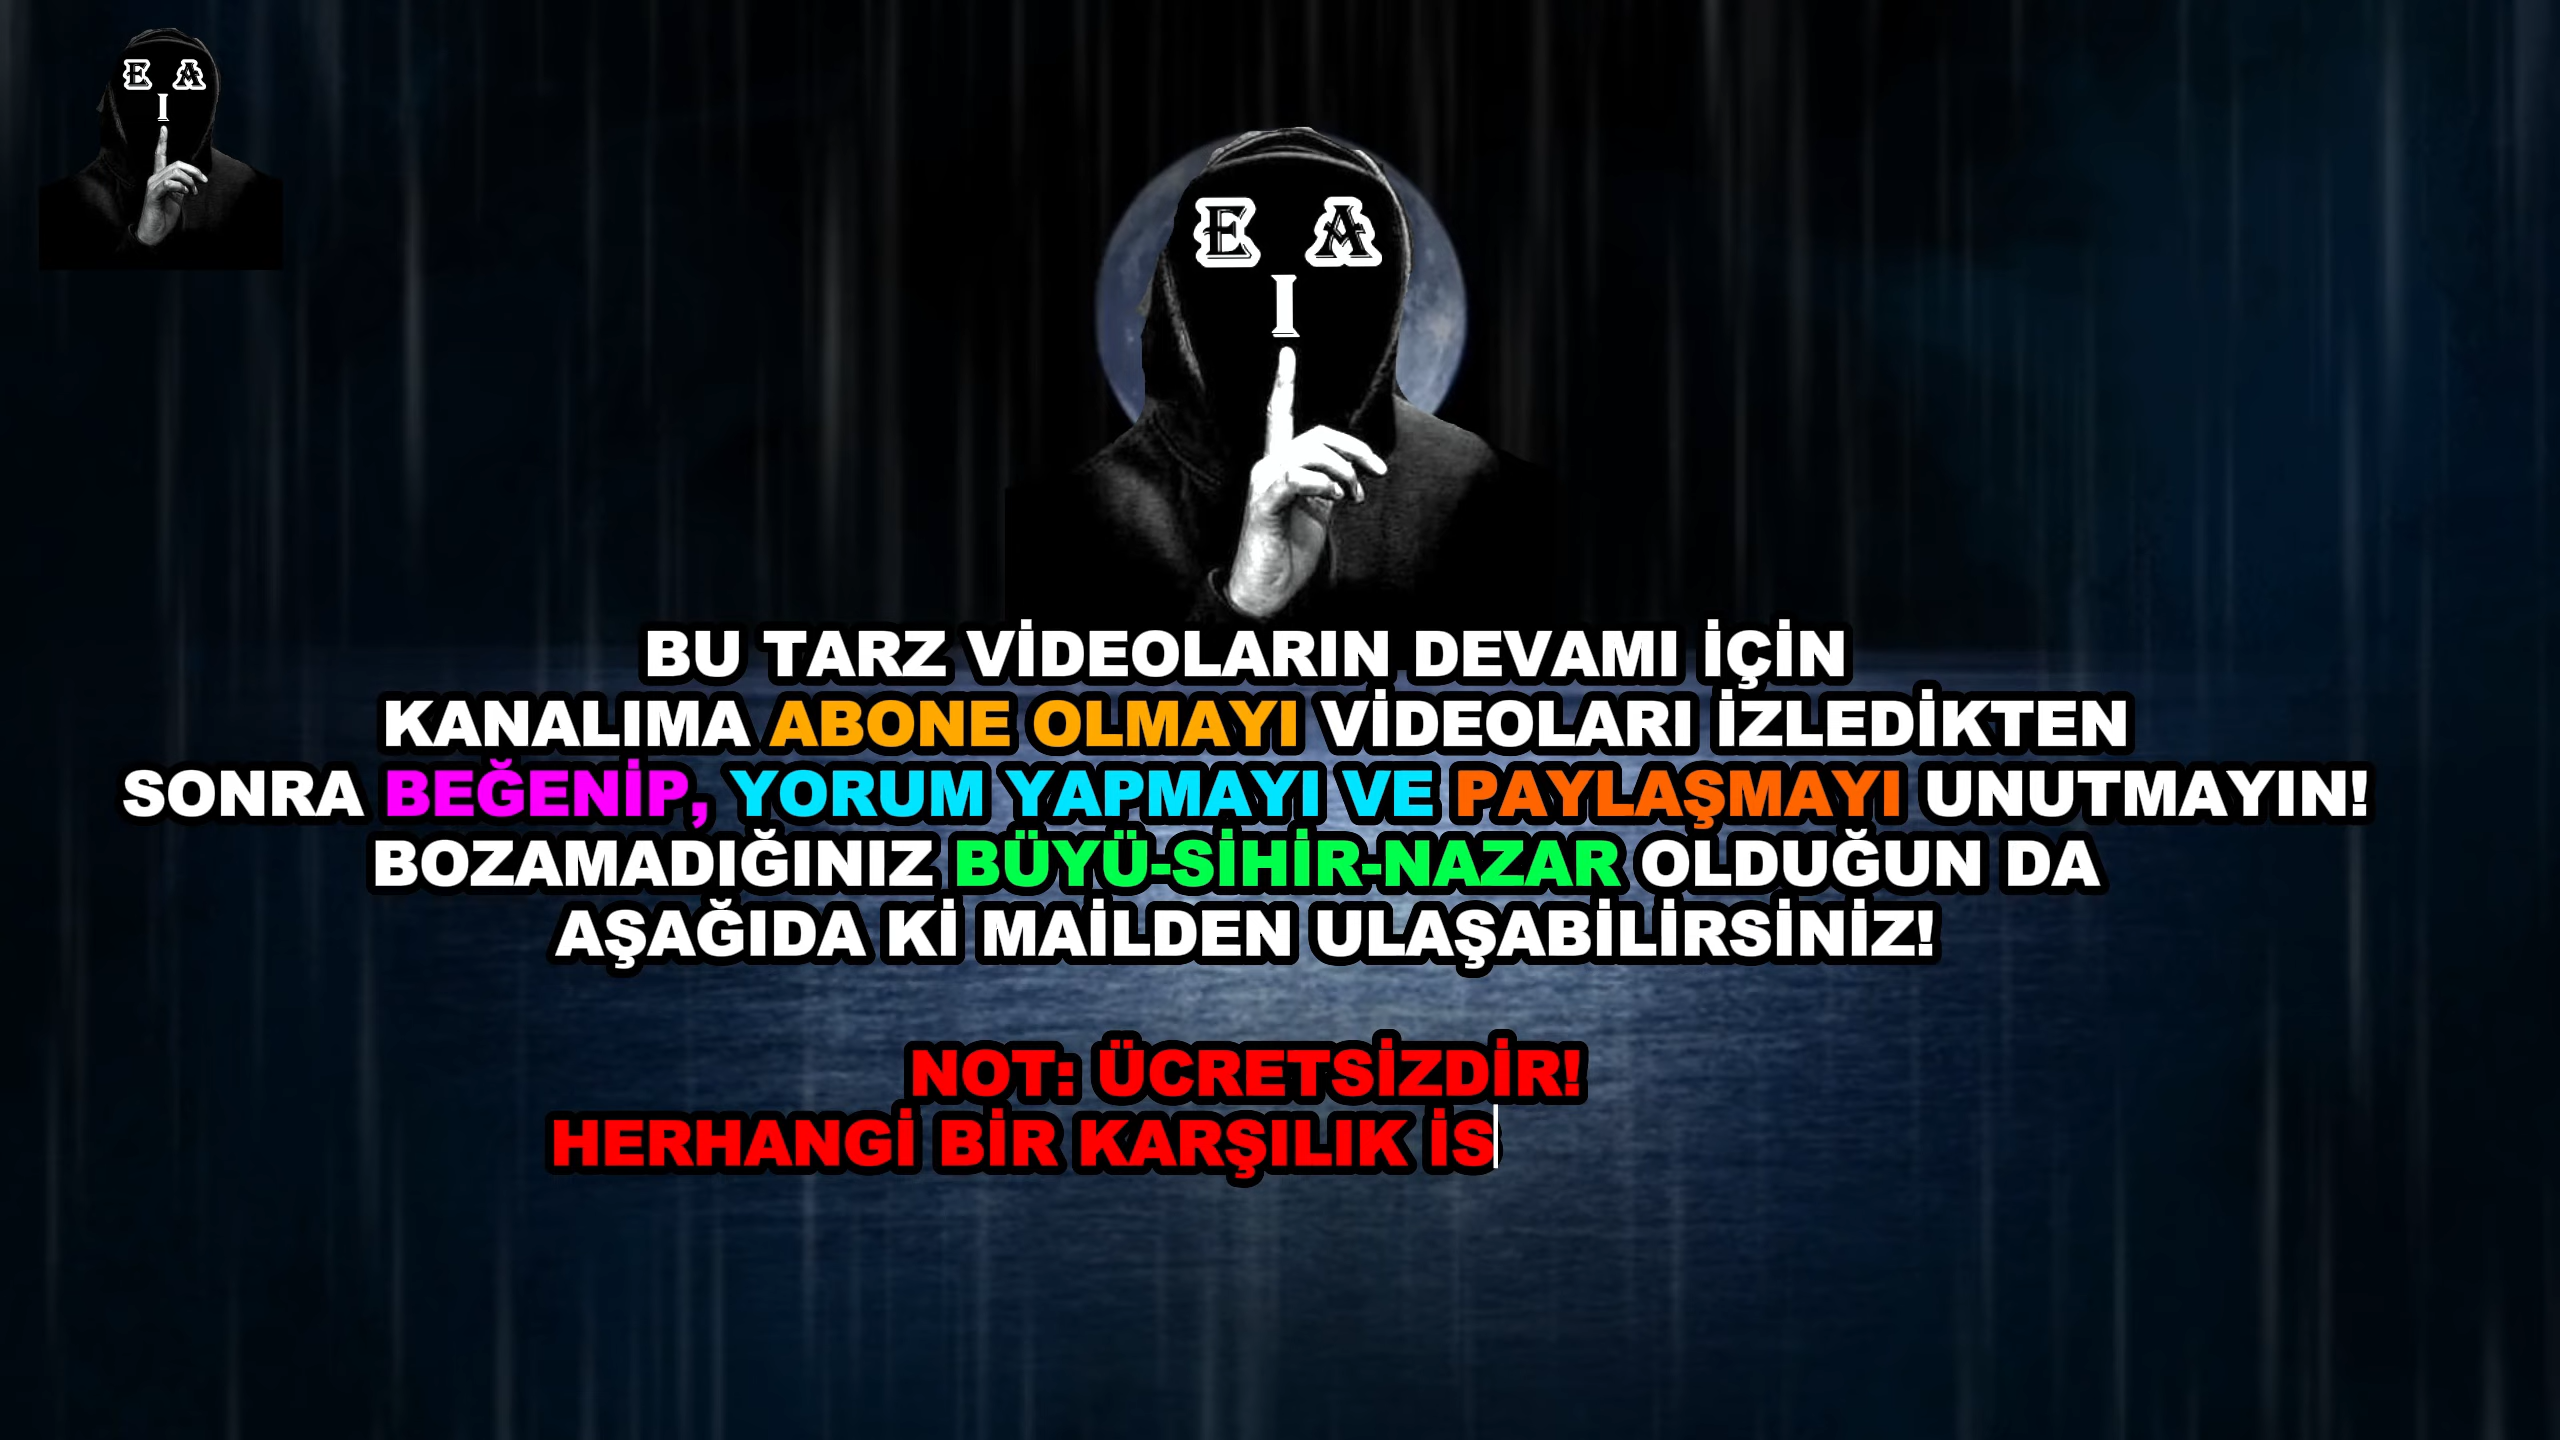 E A
I
E A
I
BU TARZ VİDEOLARIN DEVAMI İÇİN
KANALIMA ABONE OLMAYI VİDEOLARI İZLEDİKTEN
SONRA BEĞENİP, YORUM YAPMAYI VE PAYLAŞMAYI UNUTMAYIN!
BOZAMADIĞINIZ BÜYÜ-SİHİR-NAZAR OLDUĞUN DA
AŞAĞIDA Kİ MAİLDEN ULAŞABİLİRSİNİZ!
NOT: ÜCRETSİZDİR!
HERHANGİ BİR KARŞILIK İS